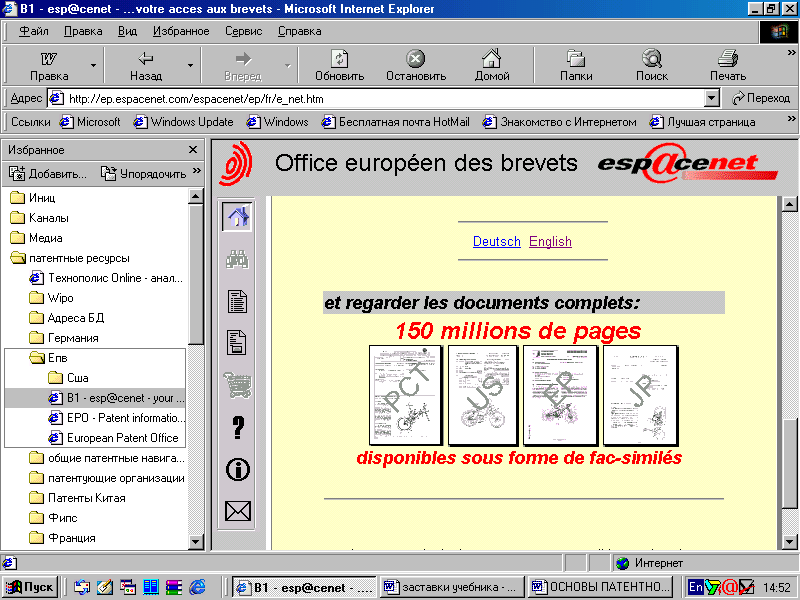 B1 - esp@cenet - ...votre acces aux brevets - Microsoft Internet Explorer
Файл Правка Вид Избранное Сервис Справка
Правка Назад Вперед Обновить Остановить Домой Папки Поиск Печать »
Адрес http://ep.espacenet.com/espacenet/ep/fr/e_net.htm Переход
Ссылки Microsoft Windows Update Windows Бесплатная почта HotMail Знакомство с Интернетом Лучшая страница »
Избранное
Добавить... Упорядочить »
Иниц
Каналы
Медиа
патентные ресурсы
Технополис Online - анал...
Wipo
Адреса БД
Германия
Епв
Сша
B1 - esp@cenet - your ...
EPO - Patent informatio...
European Patent Office
общие патентные навига...
патентующие организации
Патенты Китая
Фипс
Франция
Office européen des brevets esp@cenet
Deutsch English
et regarder les documents complets:
150 millions de pages
PCT US EP JP
disponibles sous forme de fac-similés
Интернет
Пуск B1 - esp@cenet - .... заставки учебника - ... ОСНОВЫ ПАТЕНТНО... En 14:52